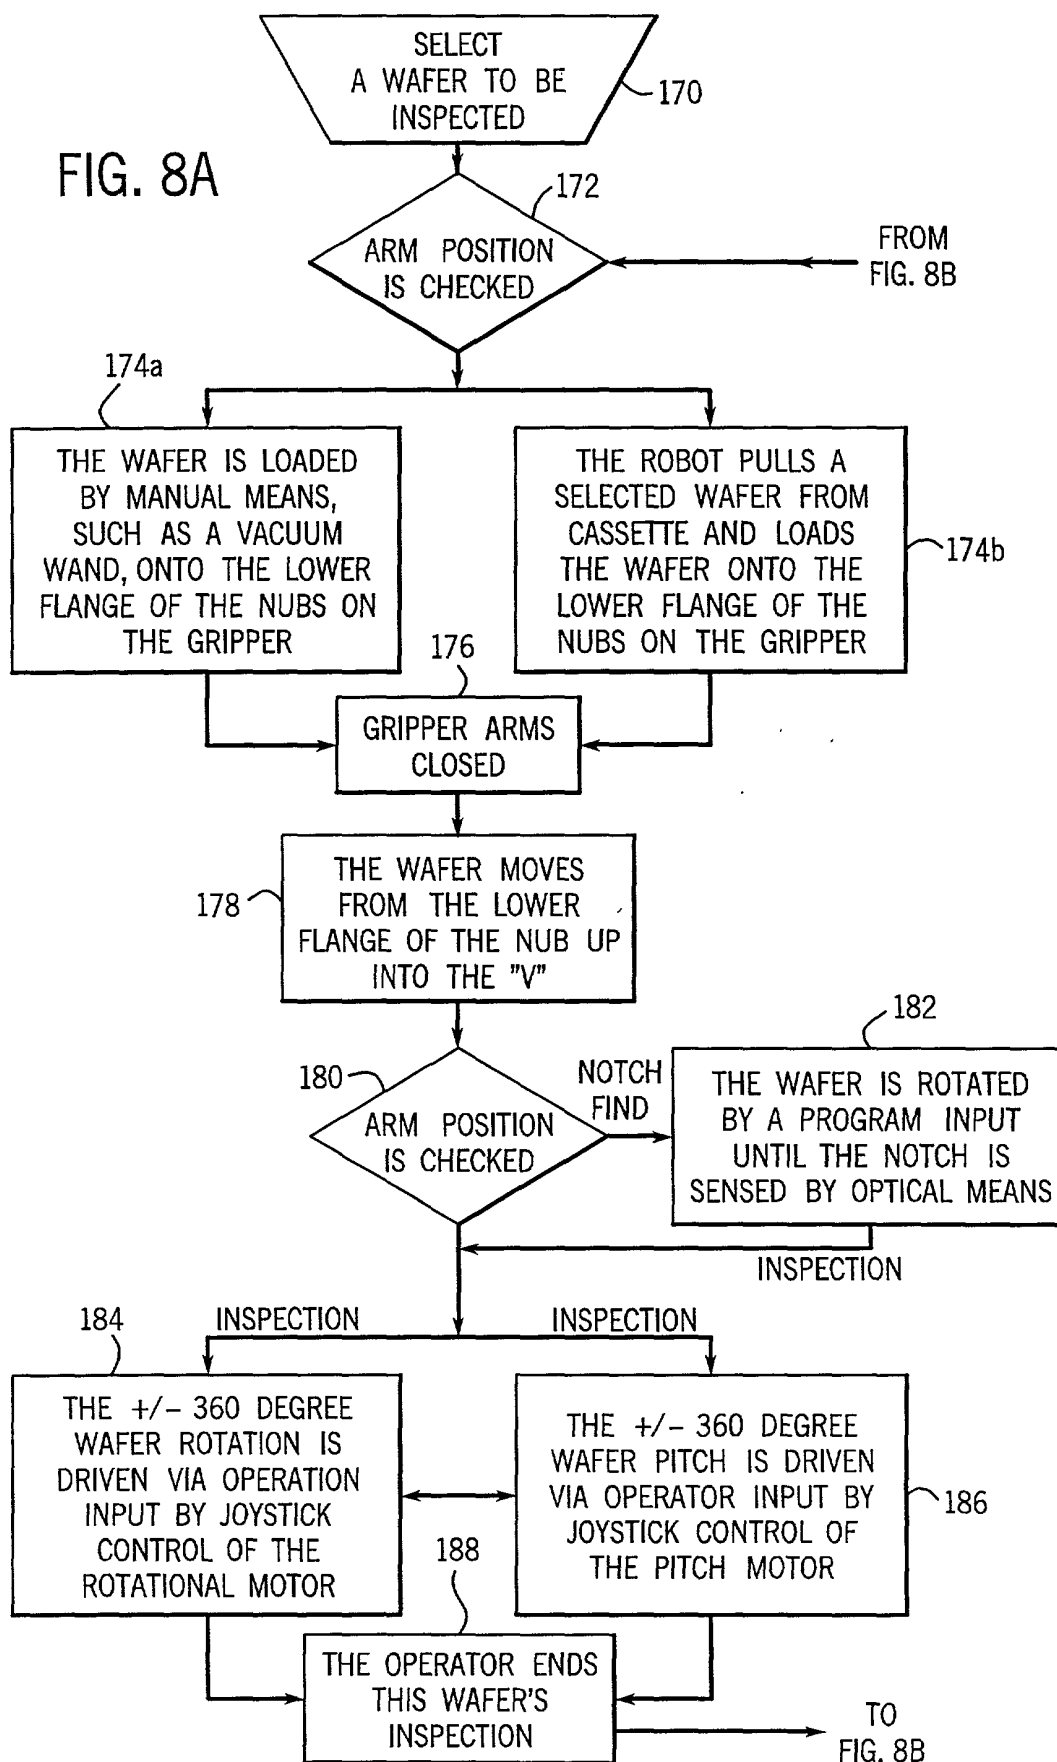 SELECT
A WAFER TO BE
INSPECTED
170
FIG. 8A
172
ARM POSITION
IS CHECKED
FROM
FIG. 8B
174a
THE WAFER IS LOADED
BY MANUAL MEANS,
SUCH AS A VACUUM
WAND, ONTO THE LOWER
FLANGE OF THE NUBS ON
THE GRIPPER
THE ROBOT PULLS A
SELECTED WAFER FROM
CASSETTE AND LOADS
THE WAFER ONTO THE
LOWER FLANGE OF THE
NUBS ON THE GRIPPER
174b
176
GRIPPER ARMS
CLOSED
178
THE WAFER MOVES
FROM THE LOWER
FLANGE OF THE NUB UP
INTO THE "V"
180
ARM POSITION
IS CHECKED
NOTCH
FIND
182
THE WAFER IS ROTATED
BY A PROGRAM INPUT
UNTIL THE NOTCH IS
SENSED BY OPTICAL MEANS
INSPECTION
INSPECTION
INSPECTION
184
THE +/- 360 DEGREE
WAFER ROTATION IS
DRIVEN VIA OPERATION
INPUT BY JOYSTICK
CONTROL OF THE
ROTATIONAL MOTOR
THE +/- 360 DEGREE
WAFER PITCH IS DRIVEN
VIA OPERATOR INPUT BY
JOYSTICK CONTROL OF
THE PITCH MOTOR
186
188
THE OPERATOR ENDS
THIS WAFER'S
INSPECTION
TO
FIG. 8B